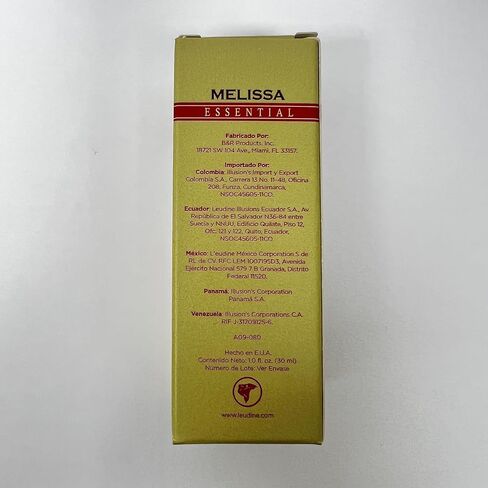 MELISSA
ESSENTIAL
Fabricado Por:
B&R Products, Inc.
18721 SW 104 Ave., Miami, FL 33157.
Importado Por:
Colombia: Illusion's Import y Export
Colombia S.A., Carrera 13 No. 11-48, Oficina
208, Funza, Cundinamarca,
NSOC45605-11CO.
Ecuador: Leudine Illusions Ecuador S.A., Av.
República de El Salvador N36-84 entre
Suecia y NNUU, Edificio Quilate, Piso 12,
Ofc. 121 y 122, Quito, Ecuador,
NSOC45605-11CO.
México: L'eudine México Corporation S de
RL de CV. RFC LEM 1007195D3, Avenida
Ejército Nacional 579 7 B Granada, Distrito
Federal 11520.
Panamá: Illusion's Corporation
Panamá S.A.
Venezuela: Illusion's Corporations C.A.
RIF J-31701825-6.
A09-080
Hecho en E.U.A.
Contenido Neto: 1.0 fl. oz. (30 ml)
Número de Lote: Ver Envase
www.leudine.com